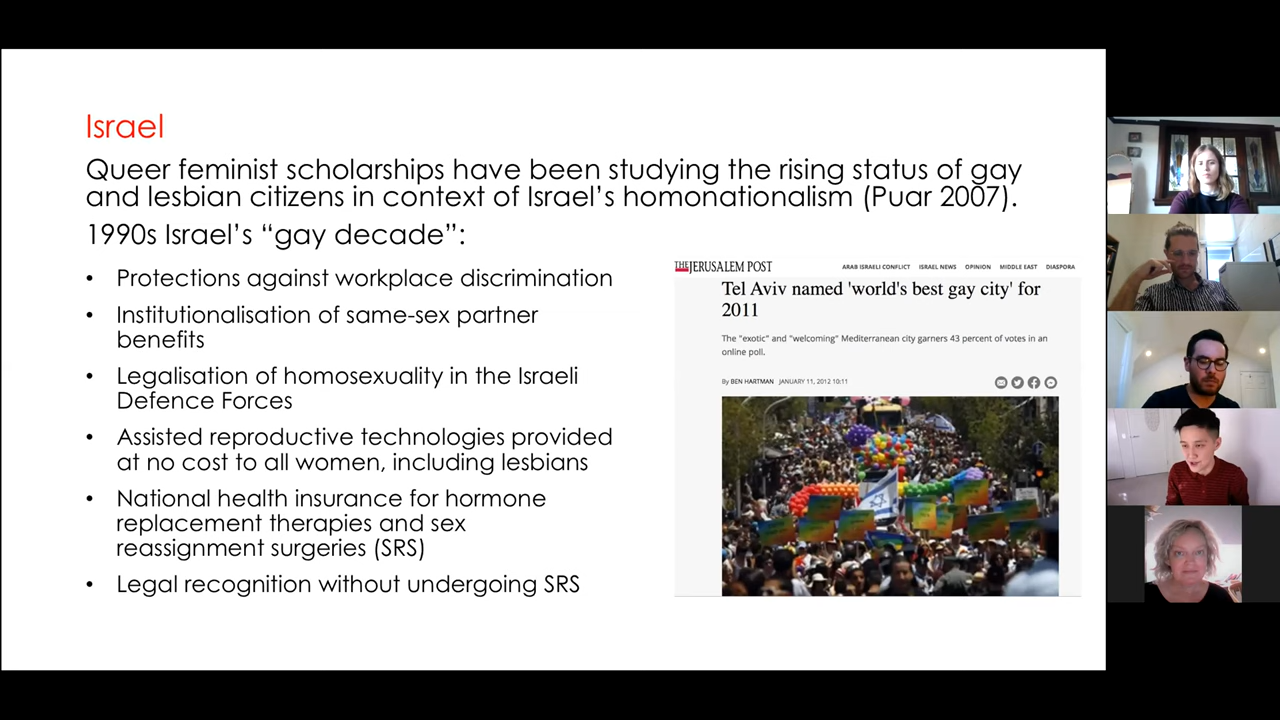 Israel
Queer feminist scholarships have been studying the rising status of gay
and lesbian citizens in context of Israel's homonationalism (Puar 2007).
1990s Israel's “gay decade”:
• Protections against workplace discrimination
• Institutionalisation of same-sex partner
benefits
• Legalisation of homosexuality in the Israeli
Defence Forces
• Assisted reproductive technologies provided
at no cost to all women, including lesbians
• National health insurance for hormone
replacement therapies and sex
reassignment surgeries (SRS)
• Legal recognition without undergoing SRS
THE JERUSALEM POST
ARAB ISRAELI CONFLICT ISRAEL NEWS OPINION MIDDLE EAST DIASPORA
Tel Aviv named 'world's best gay city' for
2011
The "exotic" and "welcoming" Mediterranean city garners 43 percent of votes in an
online poll.
By BEN HARTMAN JANUARY 11, 2012 10:11